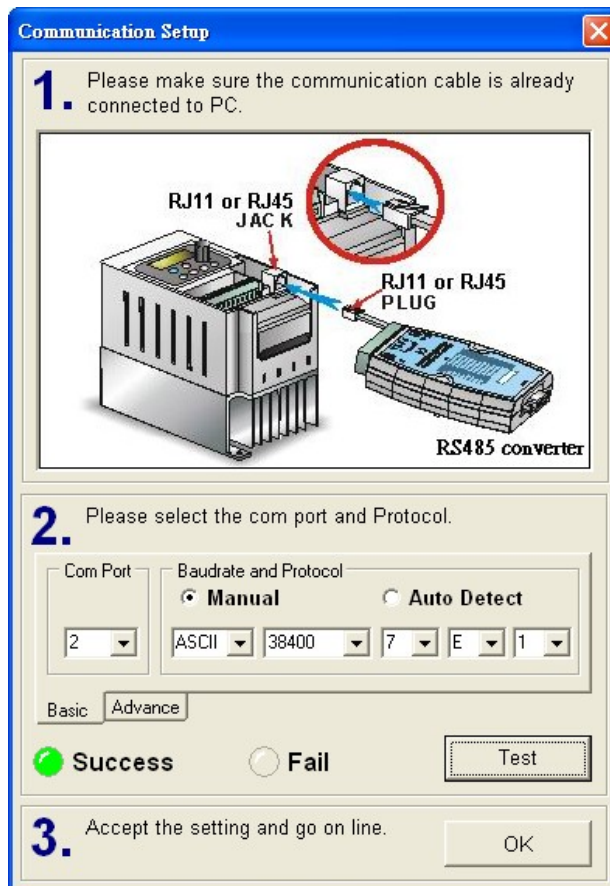 Communication Setup
1. Please make sure the communication cable is already
connected to PC.
RJ11 or RJ45
JACK
RJ11 or RJ45
PLUG
RS485 converter
2. Please select the com port and Protocol.
Com Port
Baudrate and Protocol
Manual Auto Detect
2 ASCII 38400 7 E 1
Basic Advance
Success Fail Test
3. Accept the setting and go on line. OK